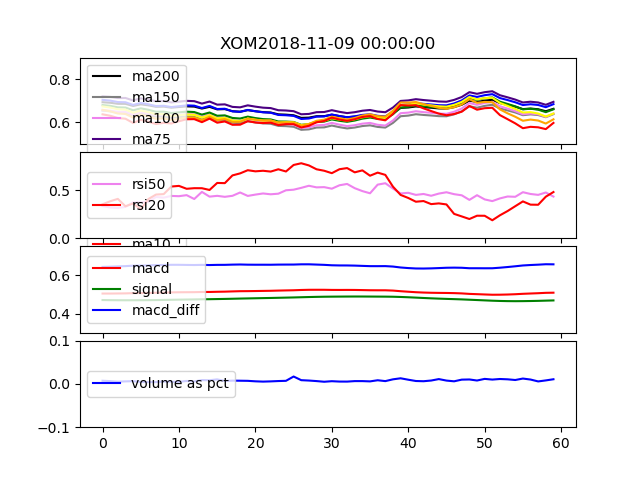 XOM2018-11-09 00:00:00
0.8
0.6
ma200
ma150
ma100
ma75
0.5
0.0
rsi50
rsi20
ma10
0.6
0.4
macd
signal
macd_diff
0.1
0.0
−0.1
volume as pct
0 10 20 30 40 50 60